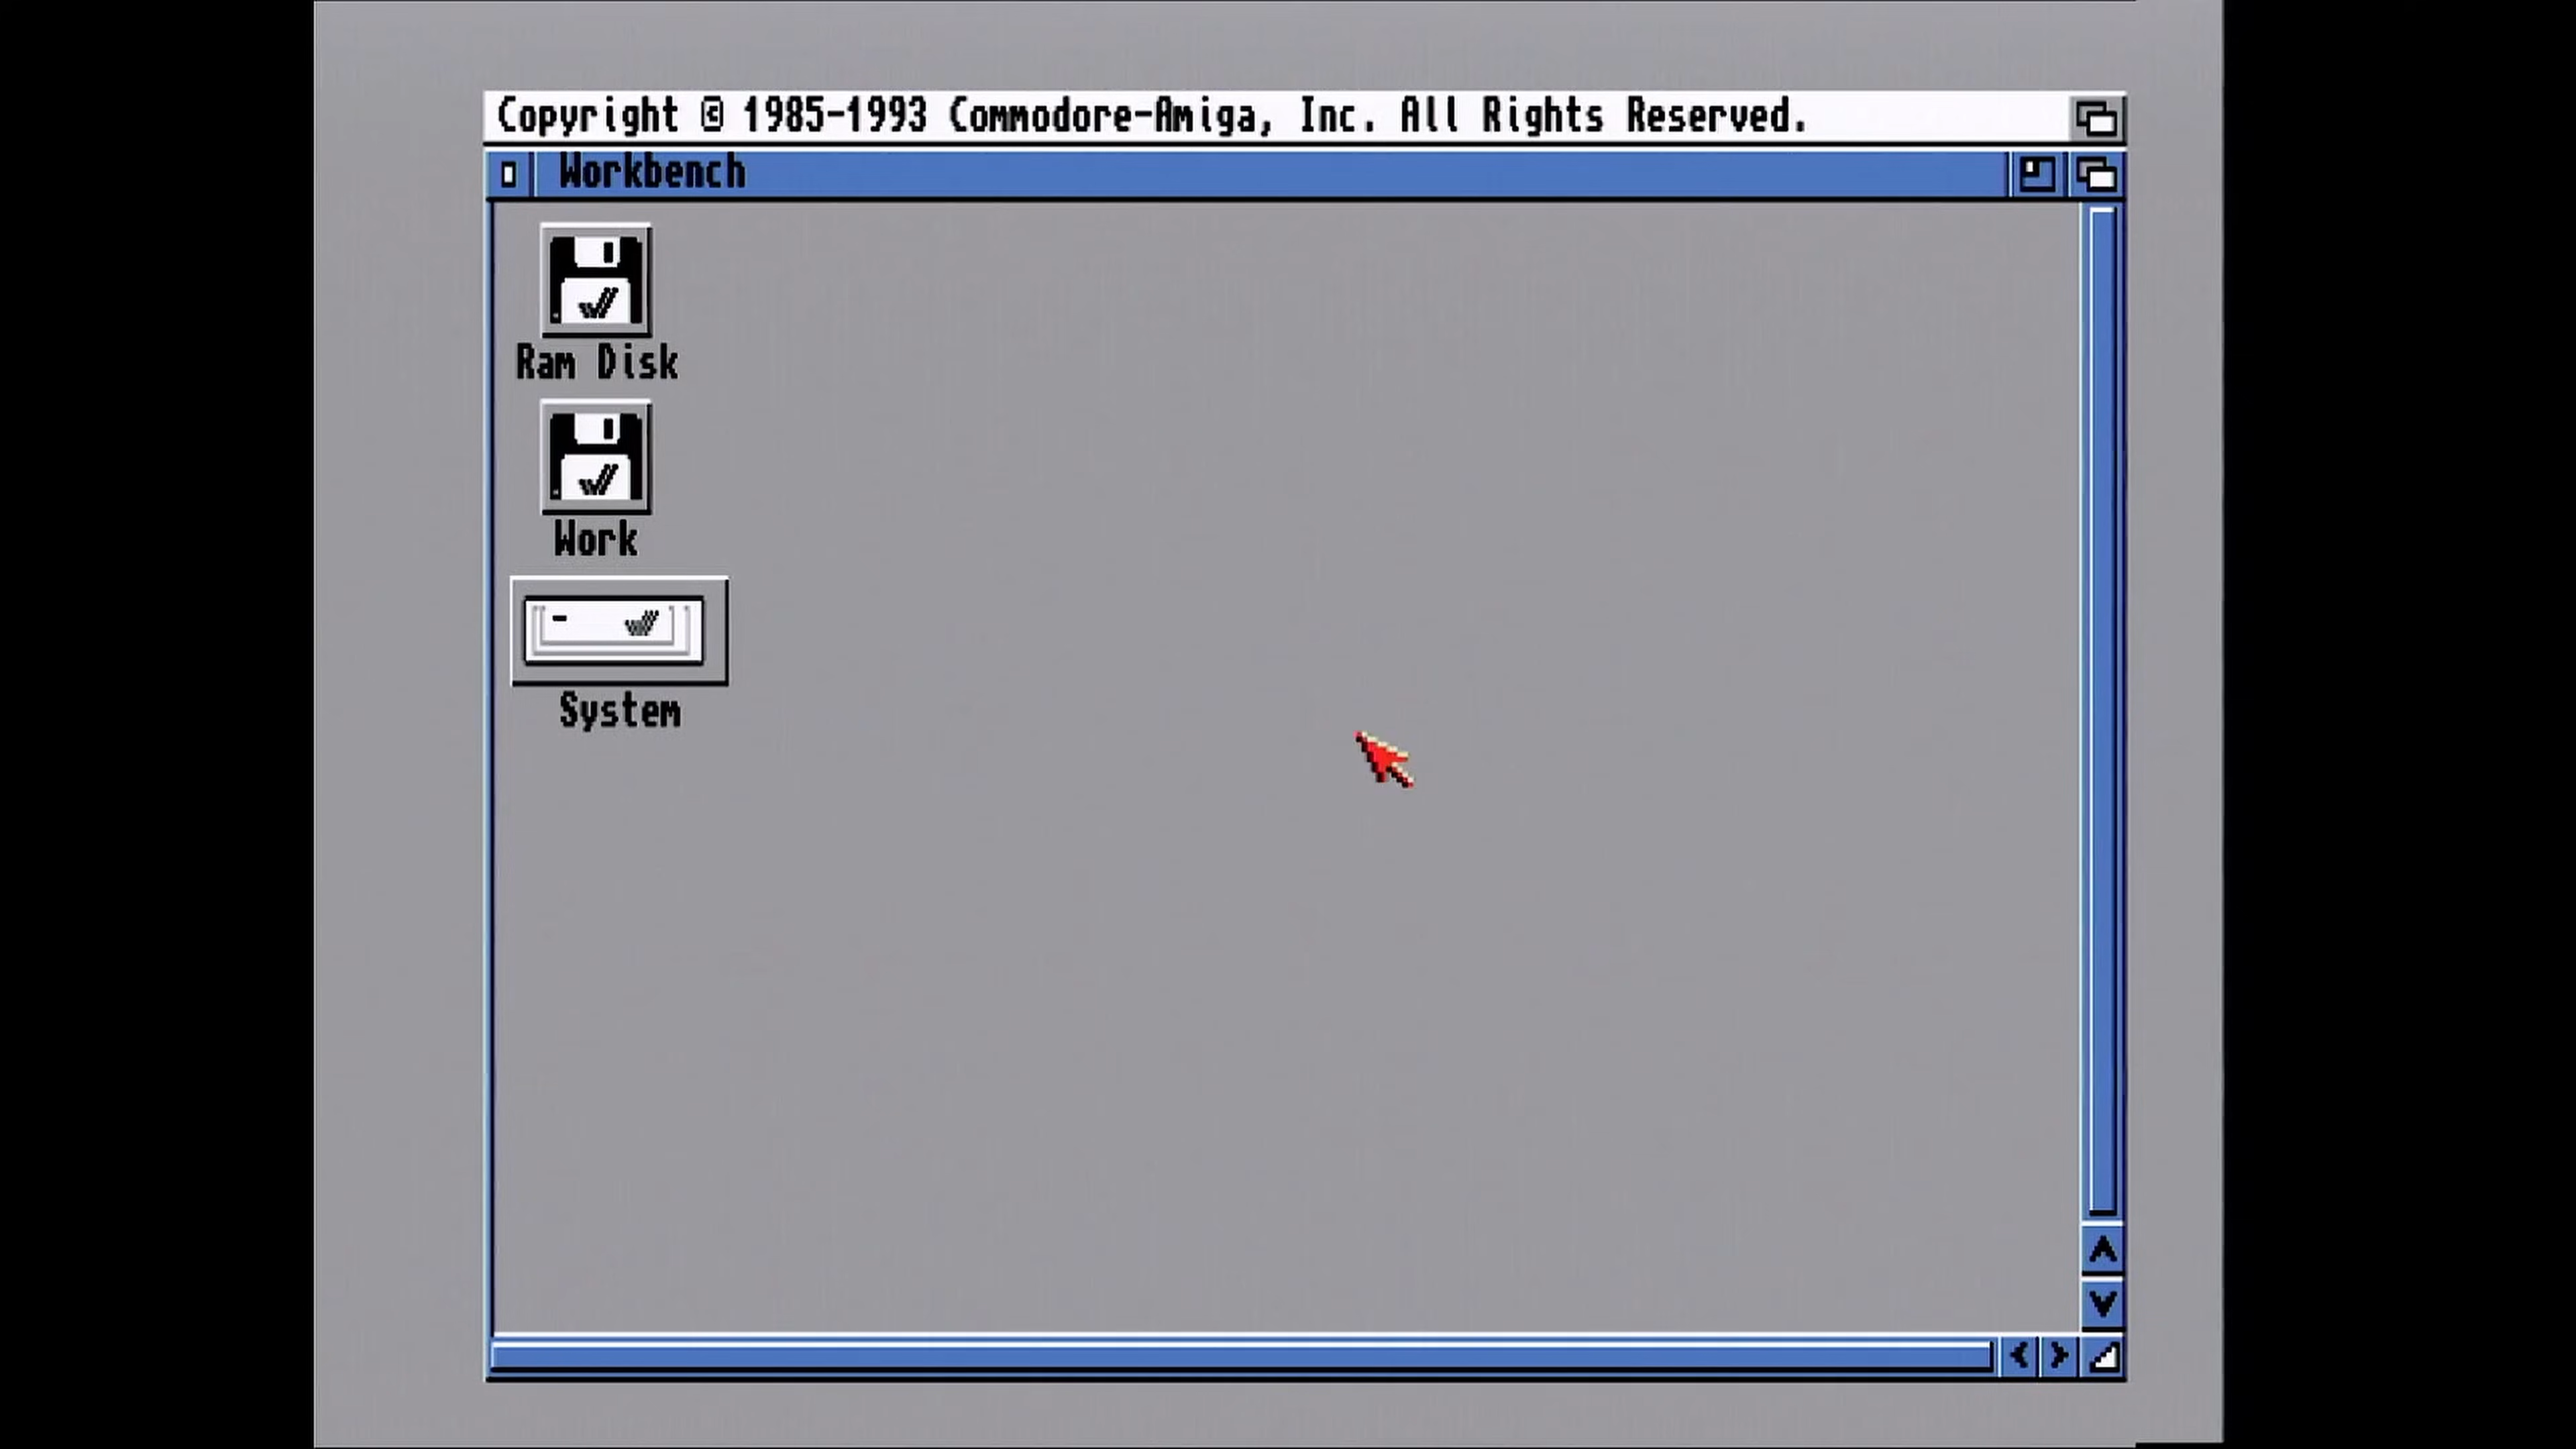 Copyright © 1985-1993 Commodore-Amiga, Inc. All Rights Reserved.
Workbench
Ram Disk
Work
System